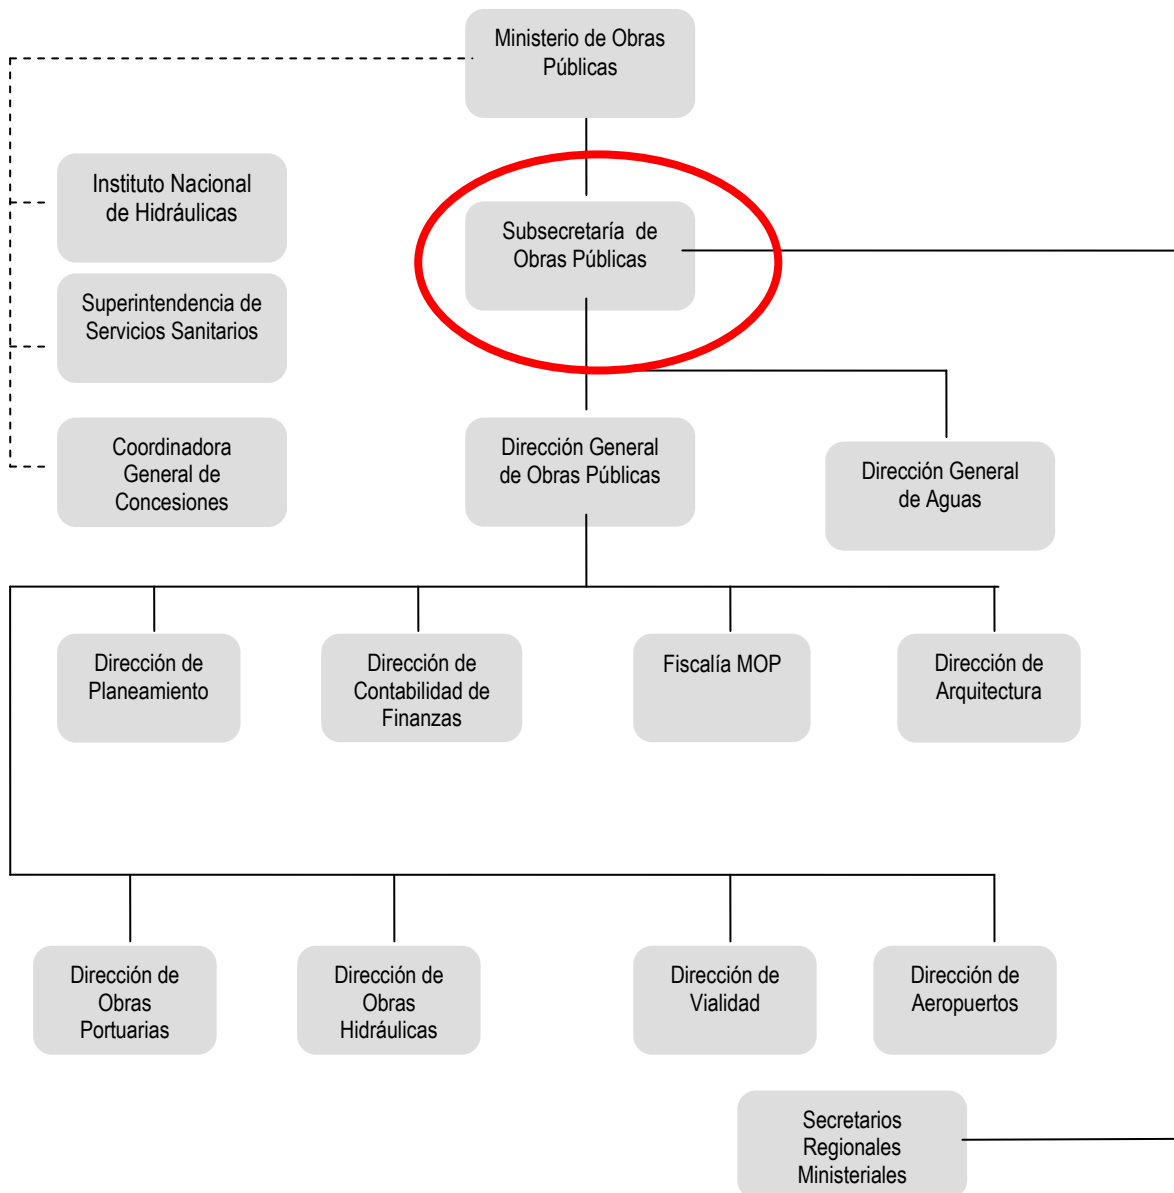 Ministerio de Obras
Públicas
Instituto Nacional
de Hidráulicas
Subsecretaría de
Obras Públicas
Superintendencia de
Servicios Sanitarios
Coordinadora
General de
Concesiones
Dirección General
de Obras Públicas
Dirección General
de Aguas
Dirección de
Planeamiento
Dirección de
Contabilidad de
Finanzas
Fiscalía MOP
Dirección de
Arquitectura
Dirección de
Obras
Portuarias
Dirección de
Obras
Hidráulicas
Dirección de
Vialidad
Dirección de
Aeropuertos
Secretarios
Regionales
Ministeriales